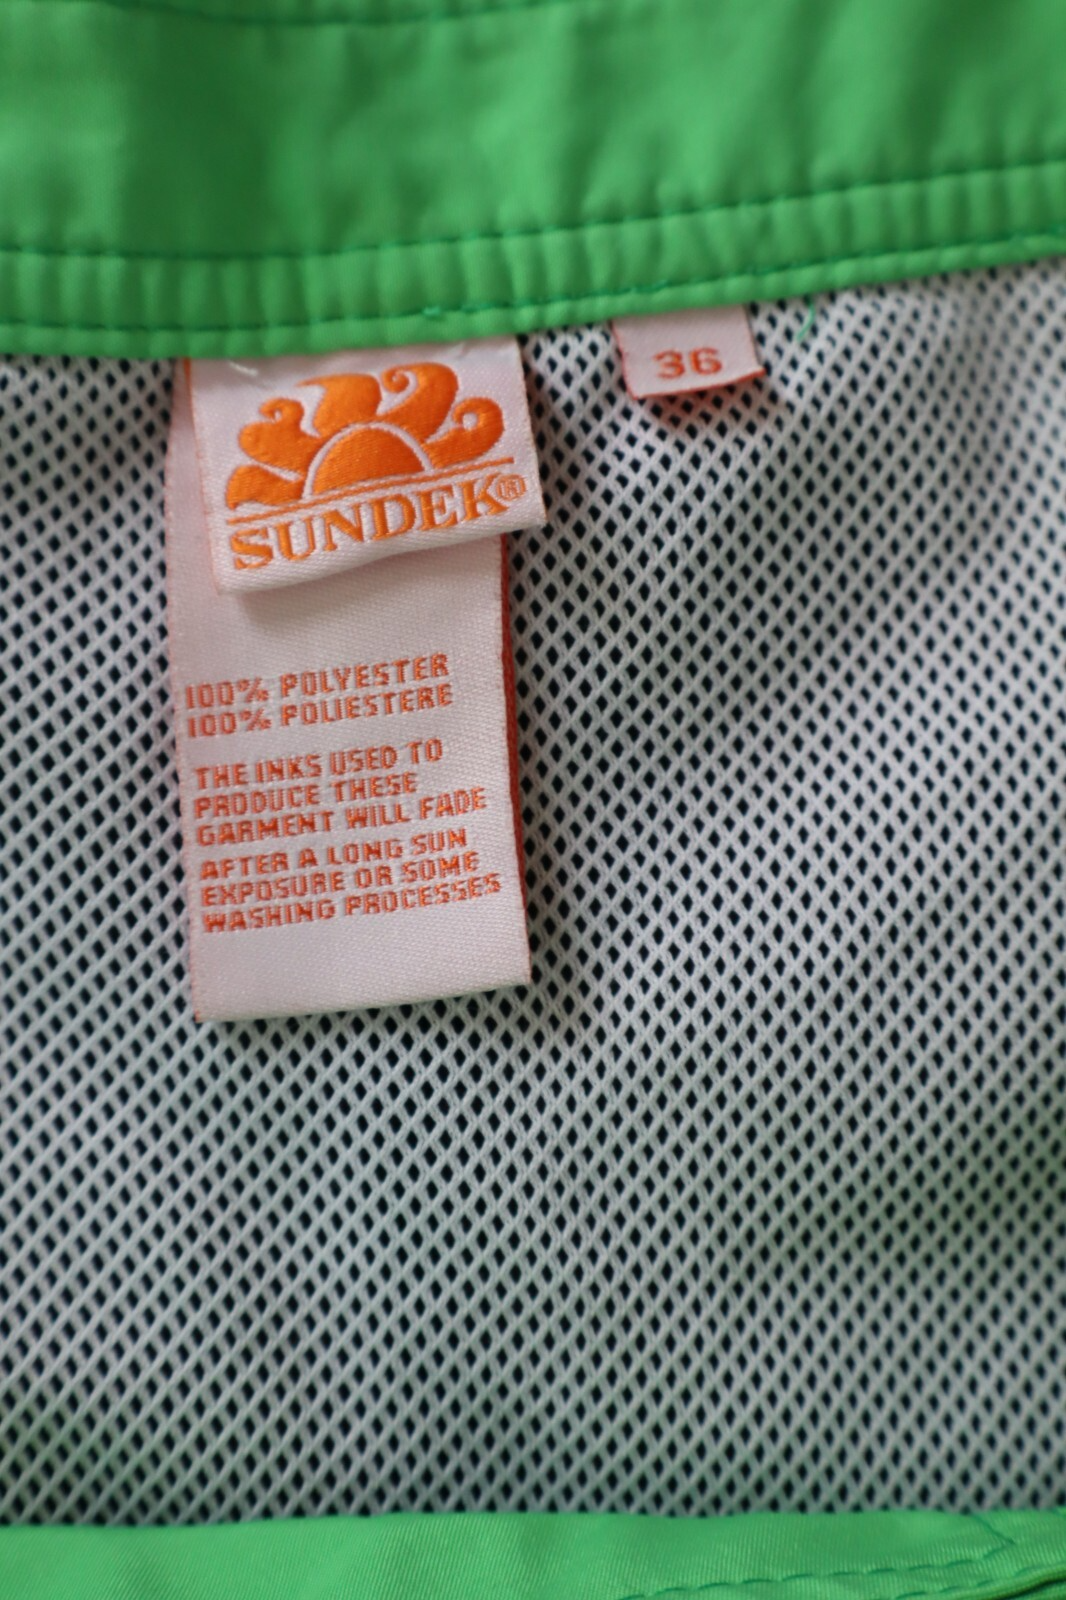 36
SUNDEK®
100% POLYESTER
100% POLIESTERE
THE INKS USED TO
PRODUCE THESE
GARMENT WILL FADE
AFTER A LONG SUN
EXPOSURE OR SOME
WASHING PROCESSES